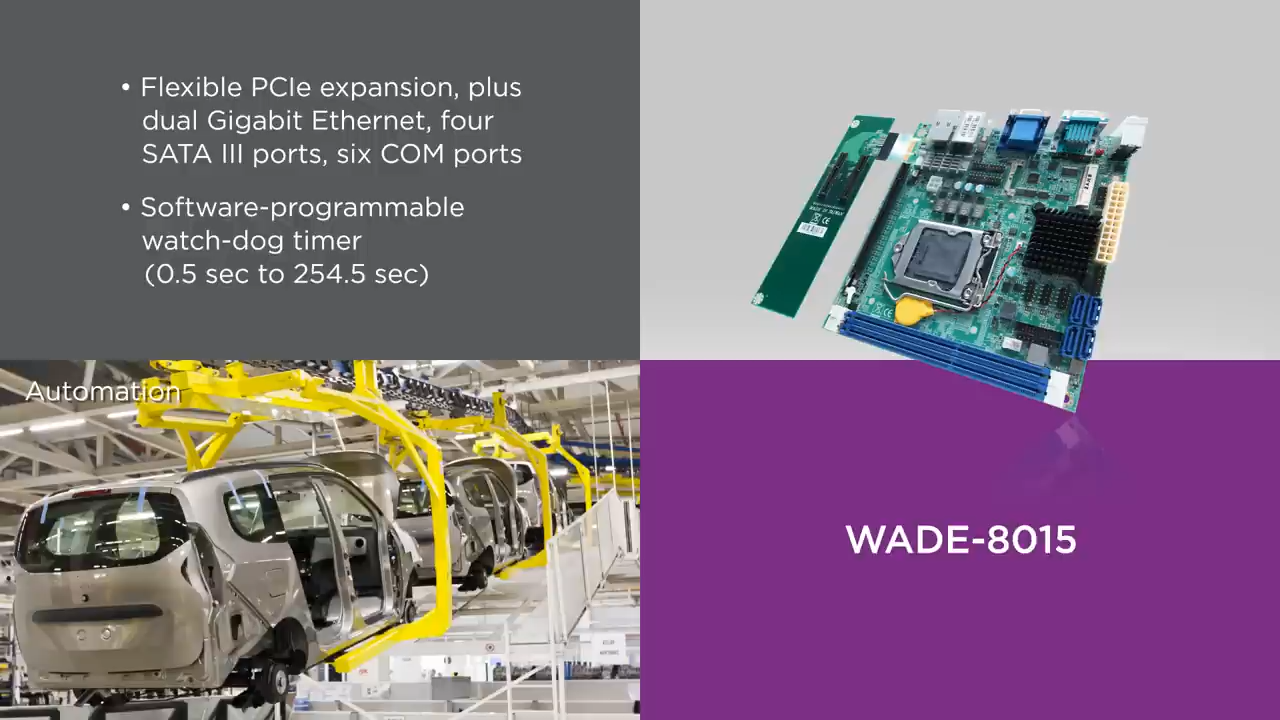 • Flexible PCIe expansion, plus
dual Gigabit Ethernet, four
SATA III ports, six COM ports
• Software-programmable
watch-dog timer
(0.5 sec to 254.5 sec)
Automation
WADE-8015